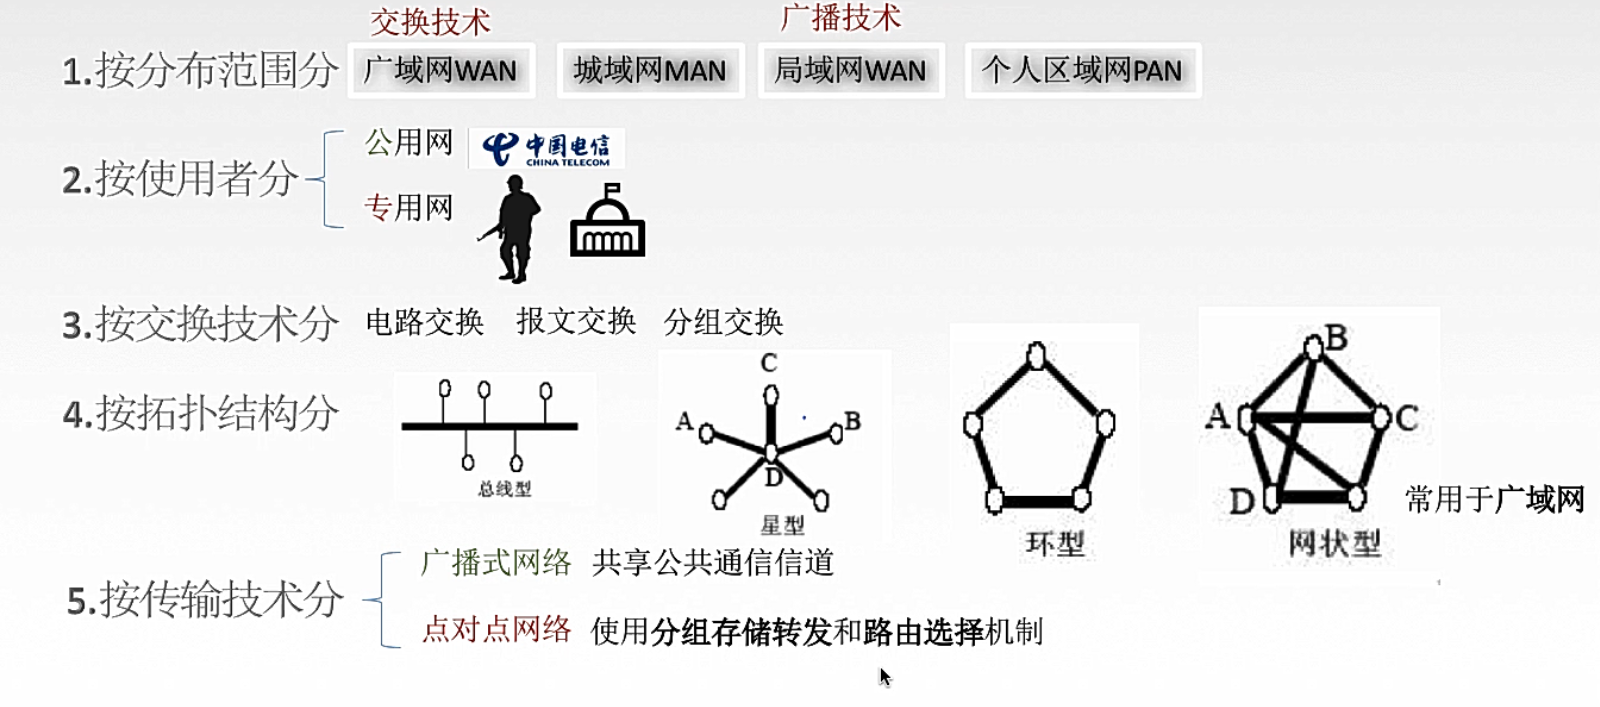 交换技术 广播技术
1.按分布范围分 广域网WAN 城域网MAN 局域网WAN 个人区域网PAN
公用网 中国电信
CHINA TELECOM
2.按使用者分
专用网
3.按交换技术分 电路交换 报文交换 分组交换
4.按拓扑结构分
总线型
C
A B
D
星型
环型
B
A C
D
网状型
常用于广域网
广播式网络 共享公共通信信道
5.按传输技术分
点对点网络 使用分组存储转发和路由选择机制